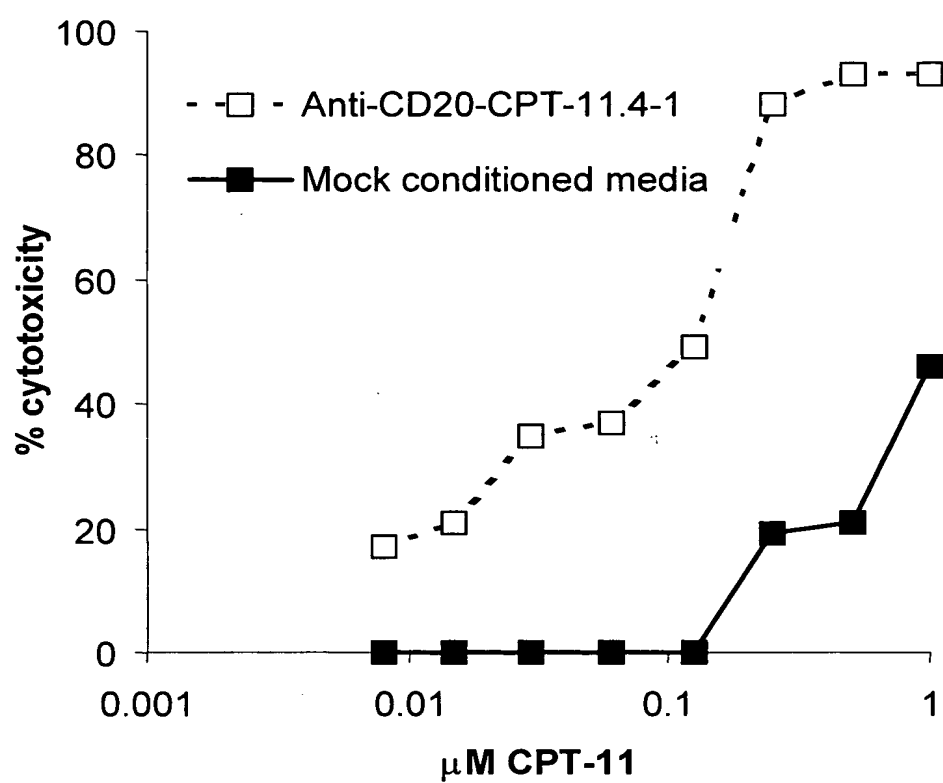 100
80
60
40
20
0
% cytotoxicity
Anti-CD20-CPT-11.4-1
Mock conditioned media
0.001
0.01
0.1
1
μM CPT-11